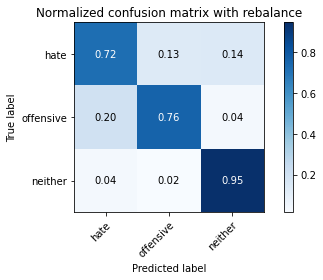 Normalized confusion matrix with rebalance
True label
hate 0.72 0.13 0.14
offensive 0.20 0.76 0.04
neither 0.04 0.02 0.95
hate offensive neither
Predicted label
0.8
0.6
0.4
0.2